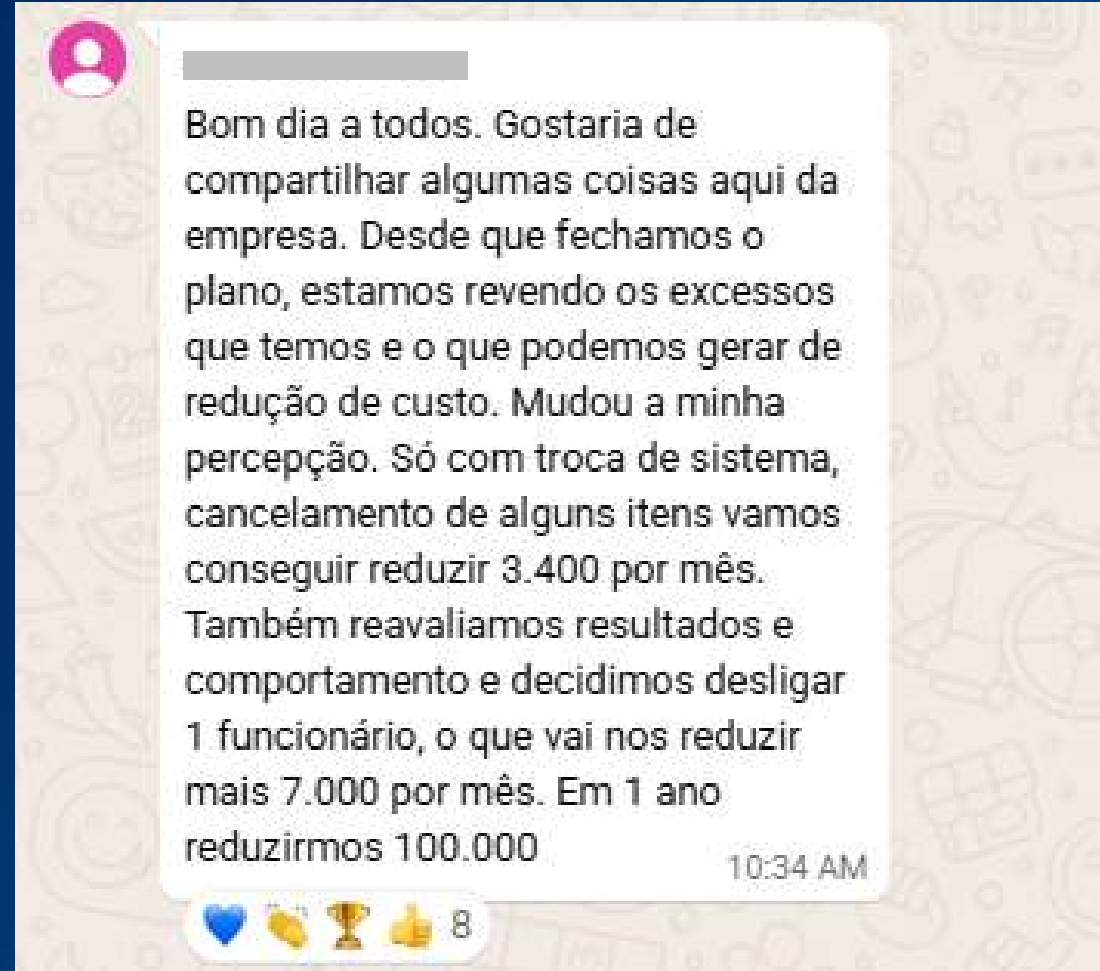 Bom dia a todos. Gostaria de
compartilhar algumas coisas aqui da
empresa. Desde que fechamos o
plano, estamos revendo os excessos
que temos e o que podemos gerar de
redução de custo. Mudou a minha
percepção. Só com troca de sistema,
cancelamento de alguns itens vamos
conseguir reduzir 3.400 por mês.
Também reavaliamos resultados e
comportamento e decidimos desligar
1 funcionário, o que vai nos reduzir
mais 7.000 por mês. Em 1 ano
reduzirmos 100.000
10:34 AM
8